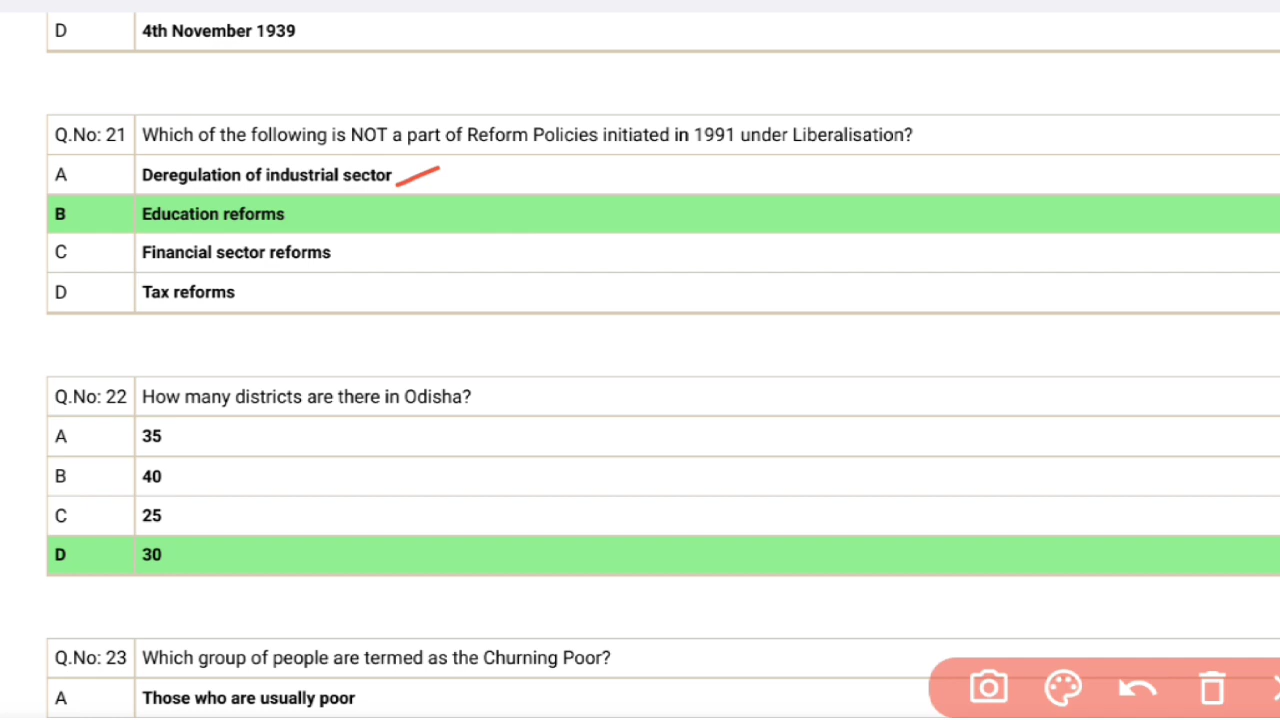 D 4th November 1939
Q.No: 21 Which of the following is NOT a part of Reform Policies initiated in 1991 under Liberalisation?
A Deregulation of industrial sector
B Education reforms
C Financial sector reforms
D Tax reforms
Q.No: 22 How many districts are there in Odisha?
A 35
B 40
C 25
D 30
Q.No: 23 Which group of people are termed as the Churning Poor?
A Those who are usually poor